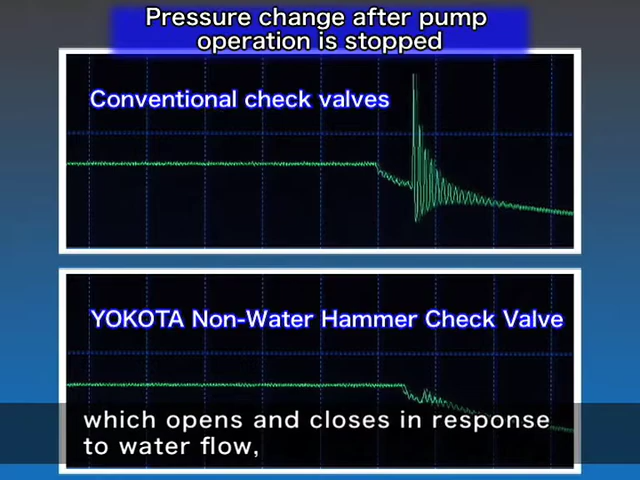 Pressure change after pump
operation is stopped
Conventional check valves
YOKOTA Non-Water Hammer Check Valve
which opens and closes in response
to water flow,